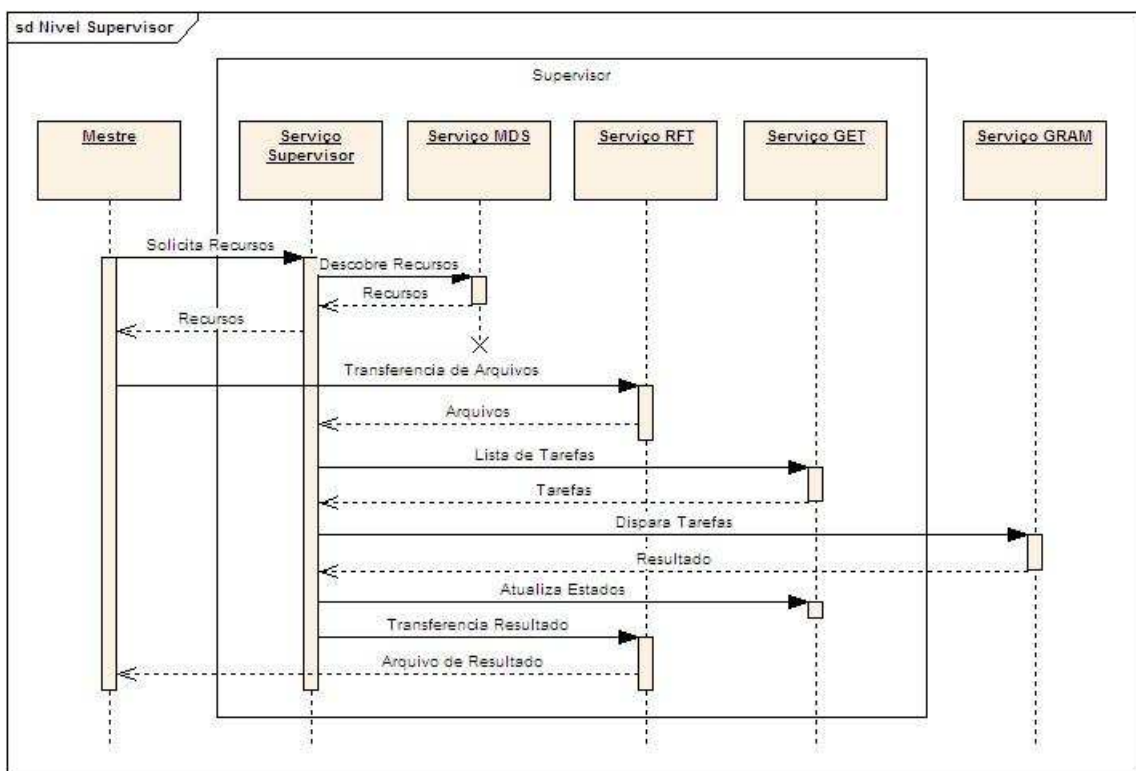 sd Nivel Supervisor
Supervisor
Mestre
Serviço
Supervisor
Serviço MDS
Serviço RFT
Serviço GET
Serviço GRAM
Solicita Recursos
Descobre Recursos
Recursos
Recursos
Transferencia de Arquivos
Arquivos
Lista de Tarefas
Tarefas
Dispara Tarefas
Resultado
Atualiza Estados
Transferencia Resultado
Arquivo de Resultado